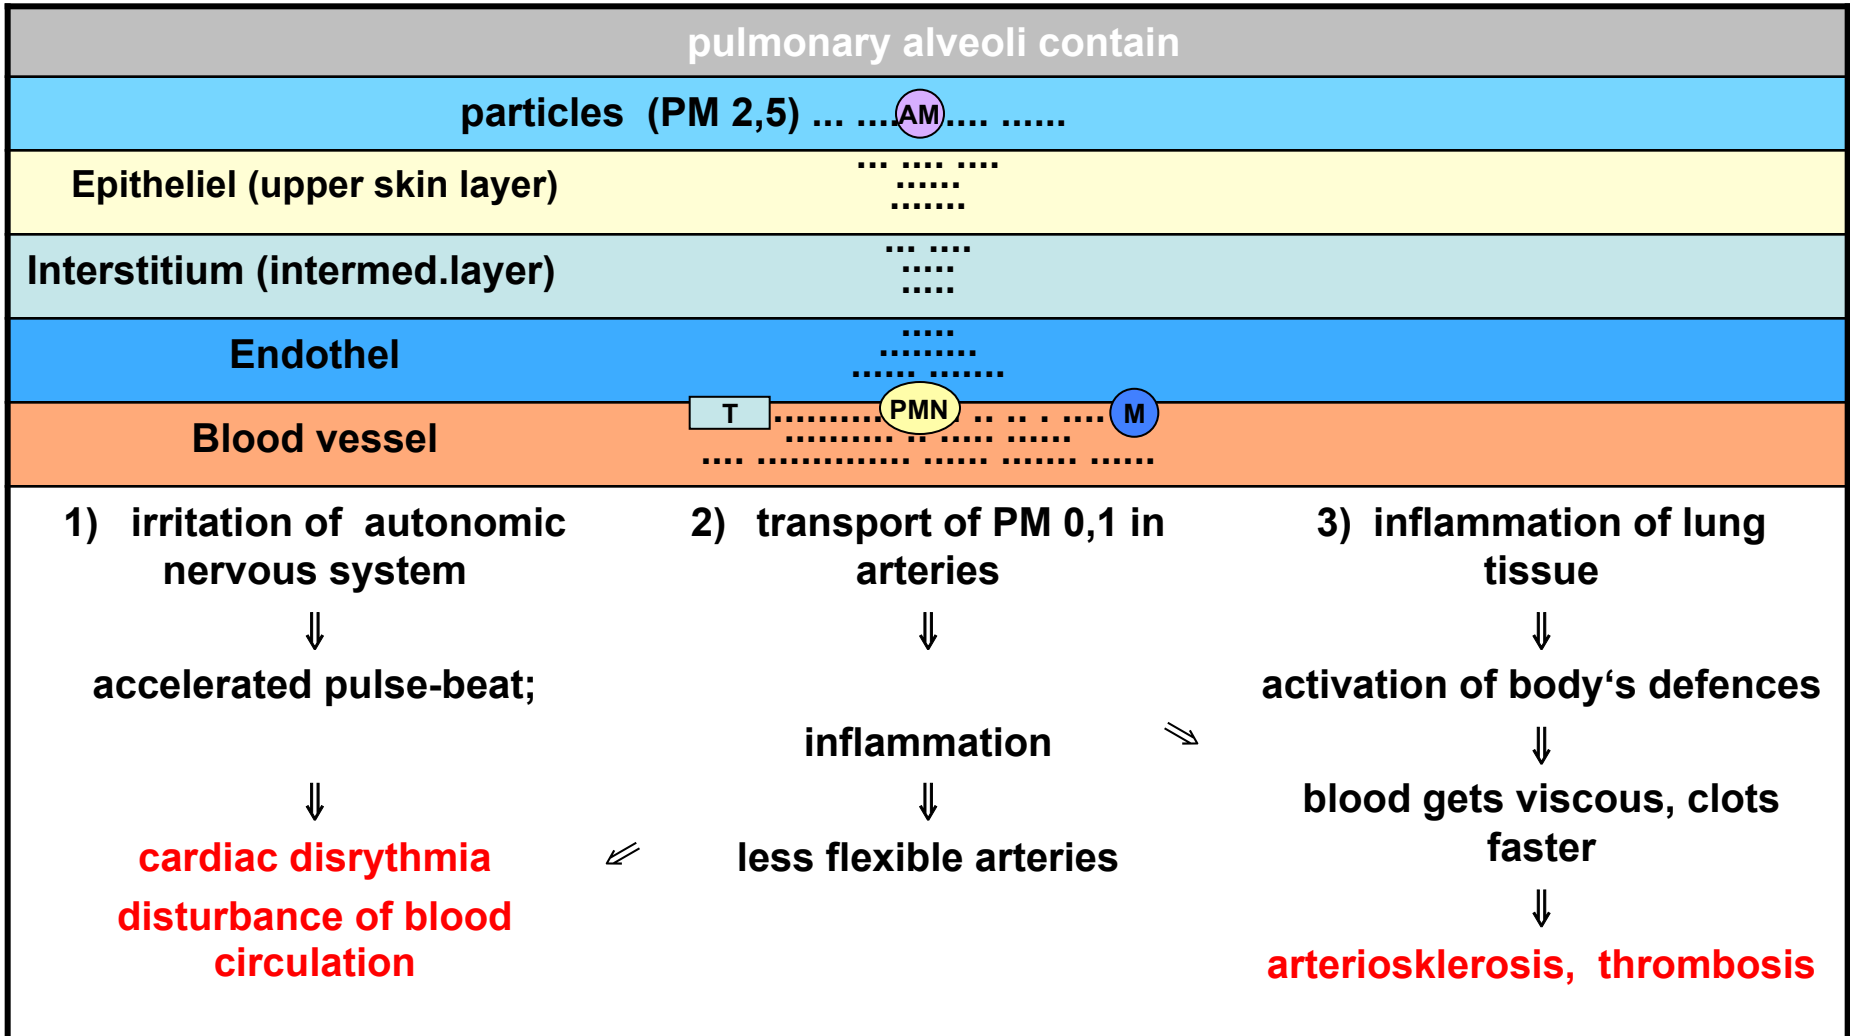 pulmonary alveoli contain
particles (PM 2,5) ... .... AM .... ......
Epitheliel (upper skin layer)
... .... ....
......
.......
Interstitium (intermed.layer)
... ....
.....
.....
Endothel
.....
.........
...... .......
Blood vessel
T .......... PMN . .. .. . .... M
.......... .. ..... ......
.... .............. ...... ....... ......
1) irritation of autonomic
nervous system
⇓
accelerated pulse-beat;
⇓
cardiac disrythmia
disturbance of blood
circulation
2) transport of PM 0,1 in
arteries
⇓
inflammation ⇘
⇓
⇙ less flexible arteries
3) inflammation of lung
tissue
⇓
activation of body‘s defences
⇓
blood gets viscous, clots
faster
⇓
arteriosklerosis, thrombosis